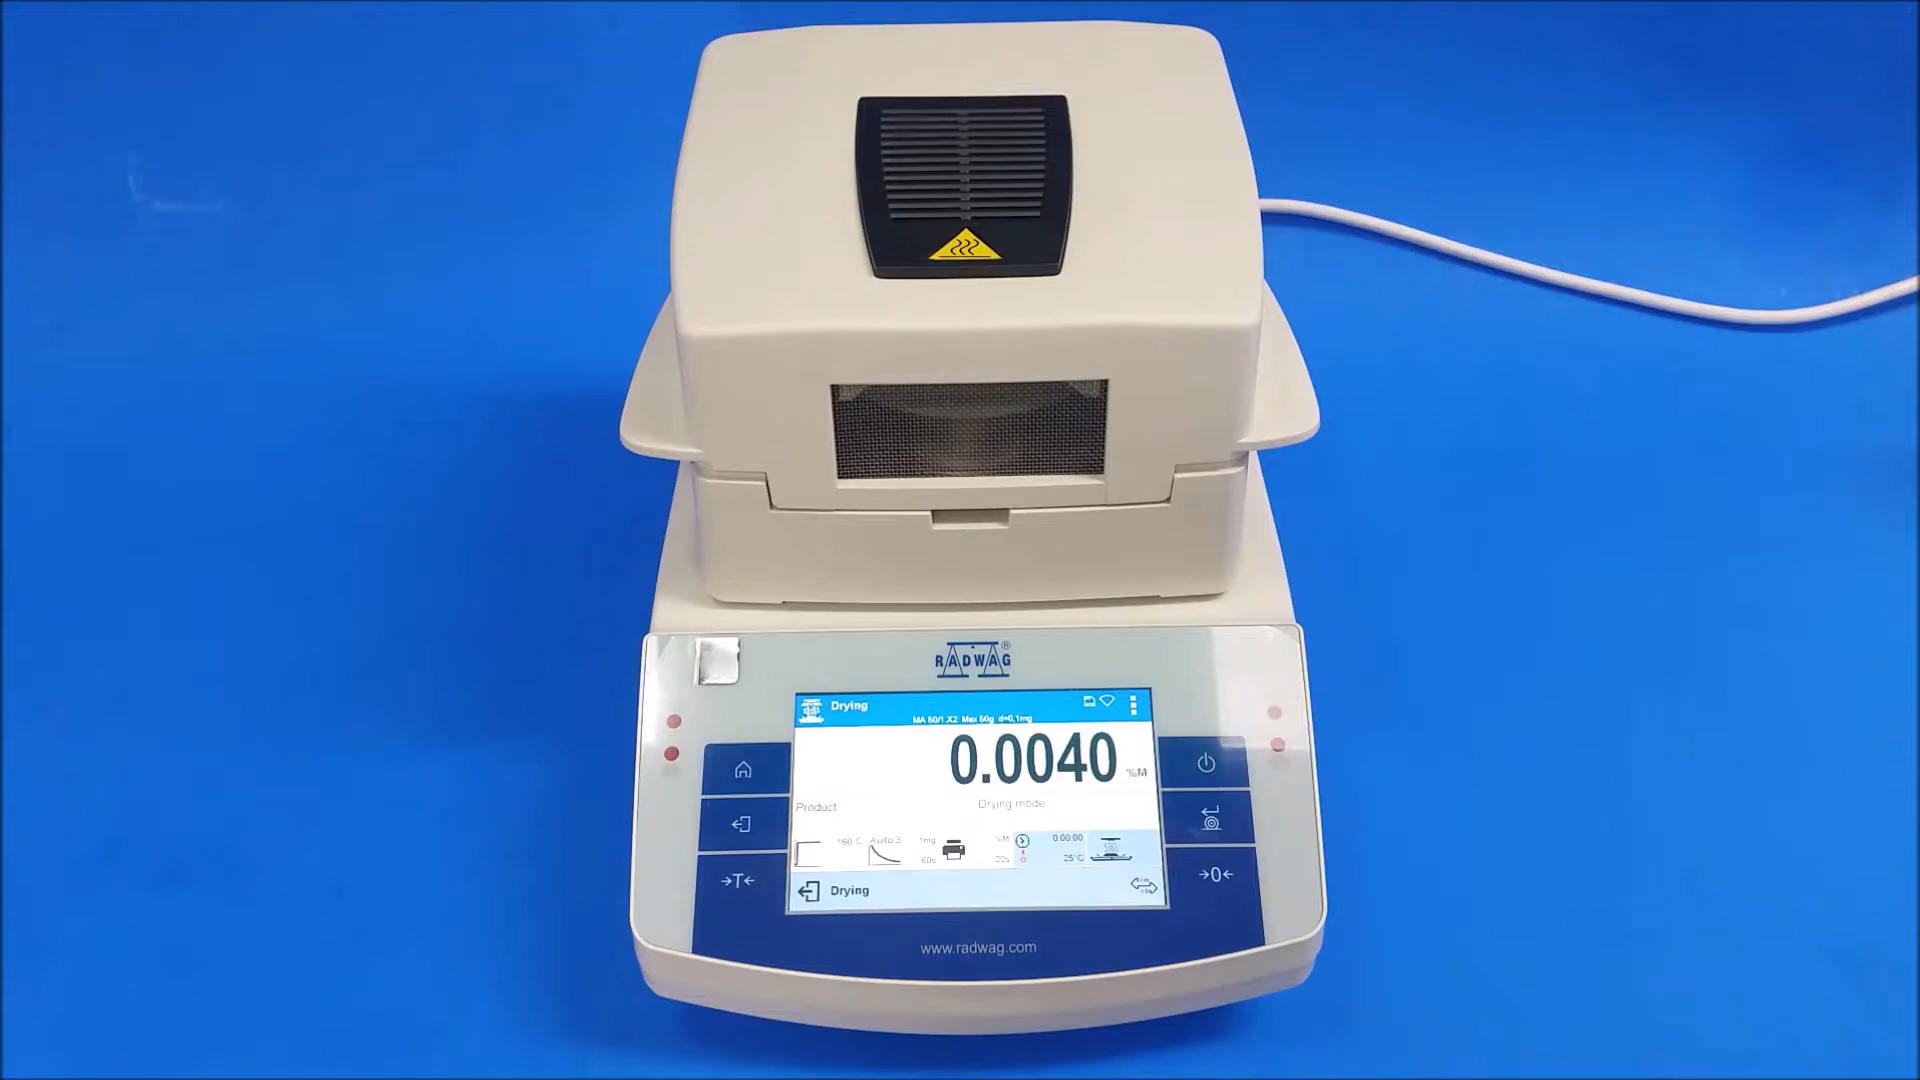 RADWAG®
Drying
MA 50/1.X2 Max 50g d=0,1mg
0.0040 %M
Product
Drying mode
160 C Auto 3 1mg %M 0:00:00
60s 20s 25°C
Drying
→T←
→0←
www.radwag.com